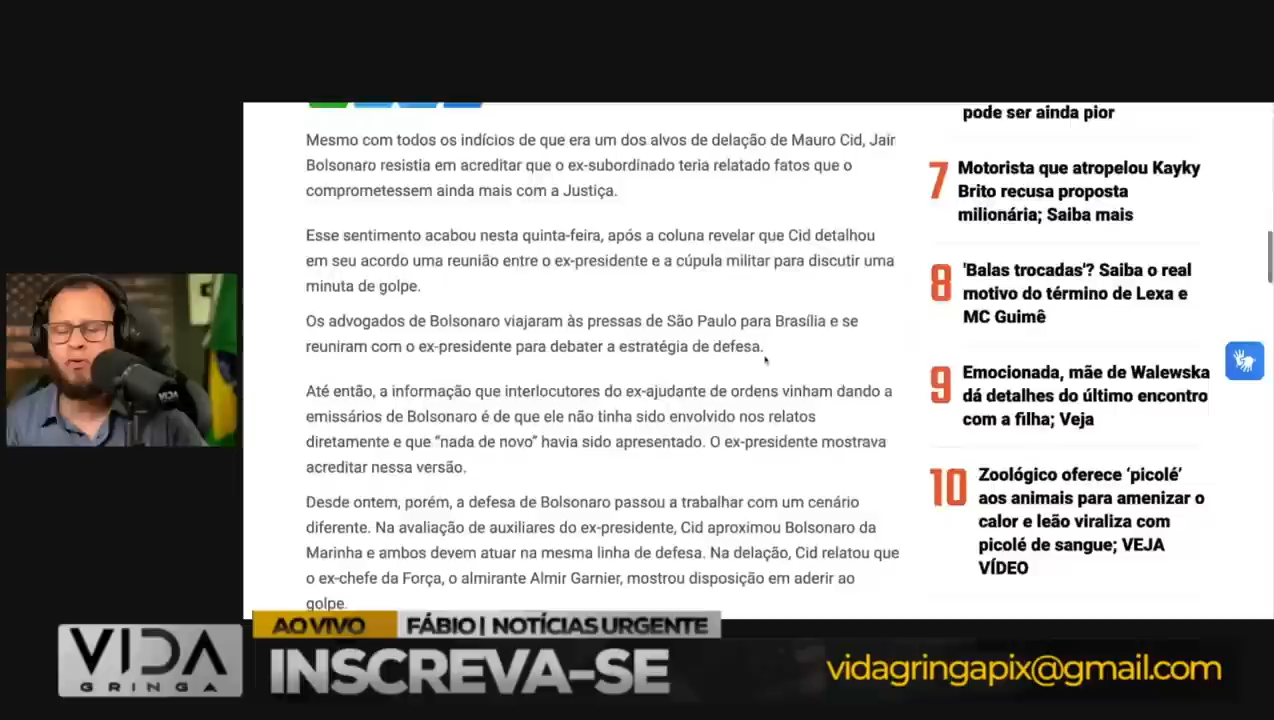 Mesmo com todos os indícios de que era um dos alvos de delação de Mauro Cid, Jair
Bolsonaro resistia em acreditar que o ex-subordinado teria relatado fatos que o
comprometessem ainda mais com a Justiça.
Esse sentimento acabou nesta quinta-feira, após a coluna revelar que Cid detalhou
em seu acordo uma reunião entre o ex-presidente e a cúpula militar para discutir uma
minuta de golpe.
Os advogados de Bolsonaro viajaram às pressas de São Paulo para Brasília e se
reuniram com o ex-presidente para debater a estratégia de defesa.
Até então, a informação que interlocutores do ex-ajudante de ordens vinham dando a
emissários de Bolsonaro é de que ele não tinha sido envolvido nos relatos
diretamente e que “nada de novo” havia sido apresentado. O ex-presidente mostrava
acreditar nessa versão.
Desde ontem, porém, a defesa de Bolsonaro passou a trabalhar com um cenário
diferente. Na avaliação de auxiliares do ex-presidente, Cid aproximou Bolsonaro da
Marinha e ambos devem atuar na mesma linha de defesa. Na delação, Cid relatou que
o ex-chefe da Força, o almirante Almir Garnier, mostrou disposição em aderir ao
golpe.
pode ser ainda pior
7 Motorista que atropelou Kayky
Brito recusa proposta
milionária; Saiba mais
8 'Balas trocadas'? Saiba o real
motivo do término de Lexa e
MC Guimê
9 Emocionada, mãe de Walewska
dá detalhes do último encontro
com a filha; Veja
10 Zoológico oferece ‘picolé’
aos animais para amenizar o
calor e leão viraliza com
picolé de sangue; VEJA
VÍDEO
AO VIVO FÁBIO | NOTÍCIAS URGENTE
VIDA
GRINGA
INSCREVA-SE
vidagringapix@gmail.com